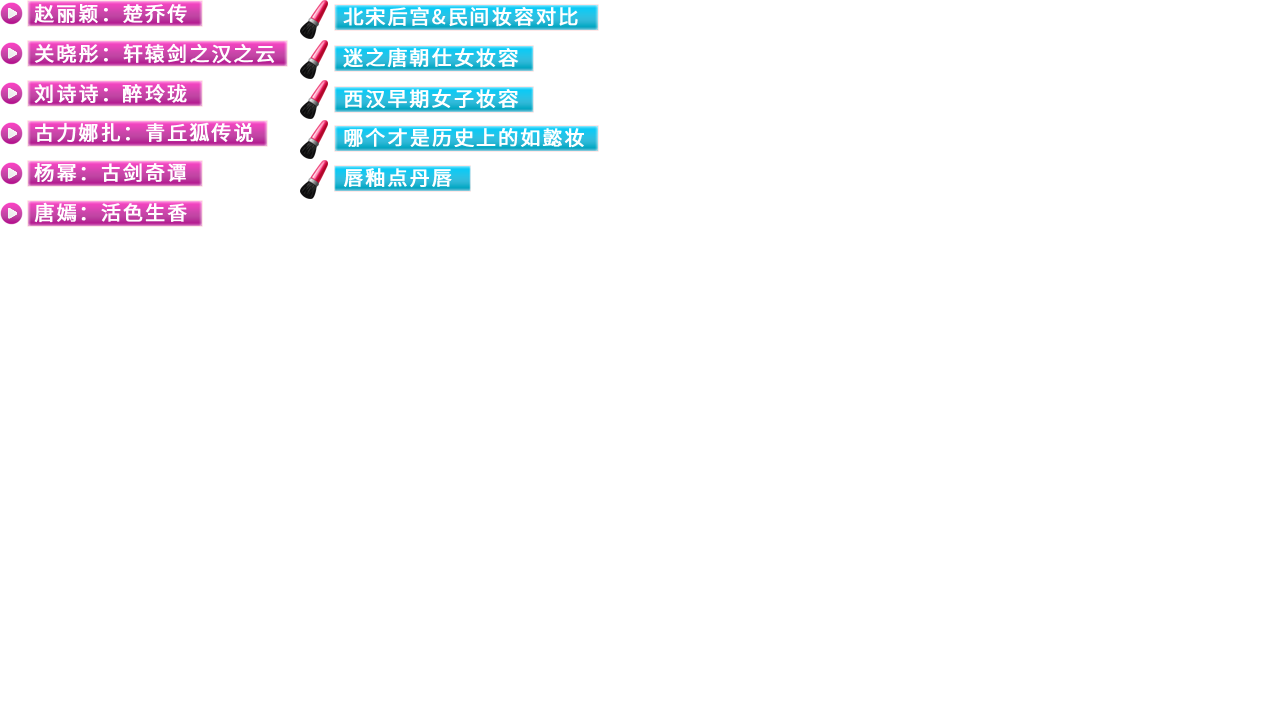 赵丽颖：楚乔传
关晓彤：轩辕剑之汉之云
刘诗诗：醉玲珑
古力娜扎：青丘狐传说
杨幂：古剑奇谭
唐嫣：活色生香
北宋后宫&民间妆容对比
迷之唐朝仕女妆容
西汉早期女子妆容
哪个才是历史上的如懿妆
唇釉点丹唇